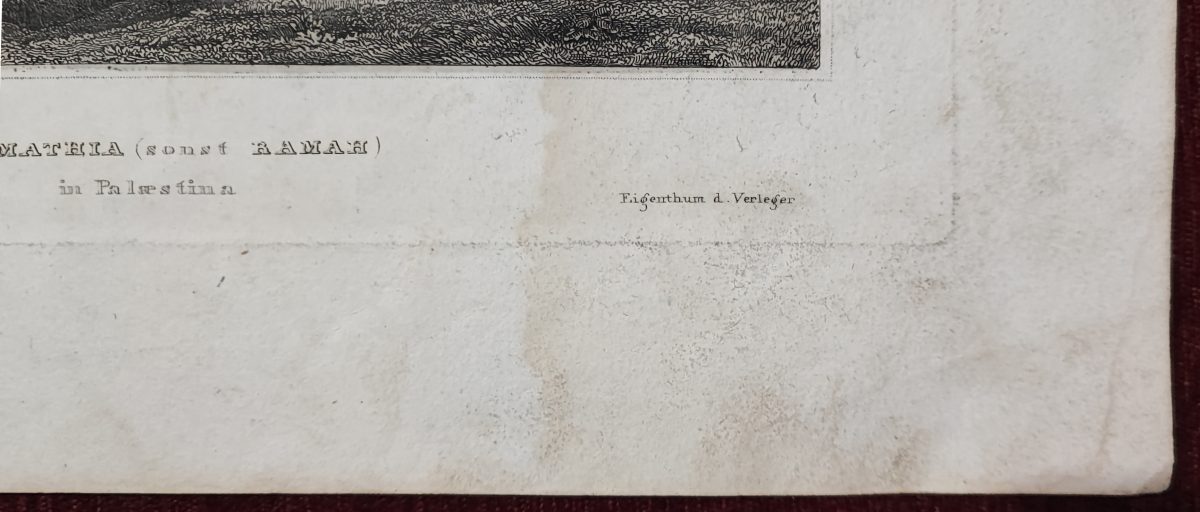 MATHIA (sonst RAMAH)
in Palæstina
Eigenthum d. Verleger